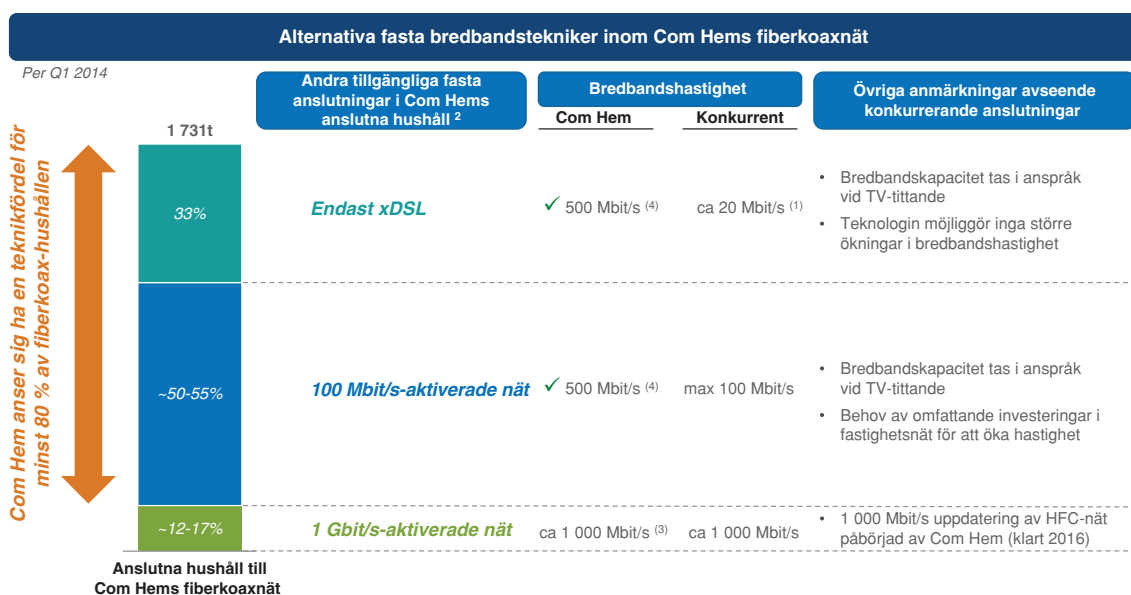 Alternativa fasta bredbandstekniker inom Com Hems fiberkoaxnät
Per Q1 2014
Andra tillgängliga fasta
anslutningar i Com Hems
anslutna hushåll 2
Bredbandshastighet
Com Hem
Konkurrent
Övriga anmärkningar avseende
konkurrerande anslutningar
Com Hem anser sig ha en teknikfördel för
minst 80 % av fiberkoax-hushållen
1 731t
33%
Endast xDSL
✓ 500 Mbit/s (4)
ca 20 Mbit/s (1)
• Bredbandskapacitet tas i anspråk
vid TV-tittande
• Teknologin möjliggör inga större
ökningar i bredbandshastighet
~50-55%
100 Mbit/s-aktiverade nät
✓ 500 Mbit/s (4)
max 100 Mbit/s
• Bredbandskapacitet tas i anspråk
vid TV-tittande
• Behov av omfattande investeringar i
fastighetsnät för att öka hastighet
~12-17%
1 Gbit/s-aktiverade nät
ca 1 000 Mbit/s (3)
ca 1 000 Mbit/s
• 1 000 Mbit/s uppdatering av HFC-nät
påbörjad av Com Hem (klart 2016)
Anslutna hushåll till
Com Hems fiberkoaxnät